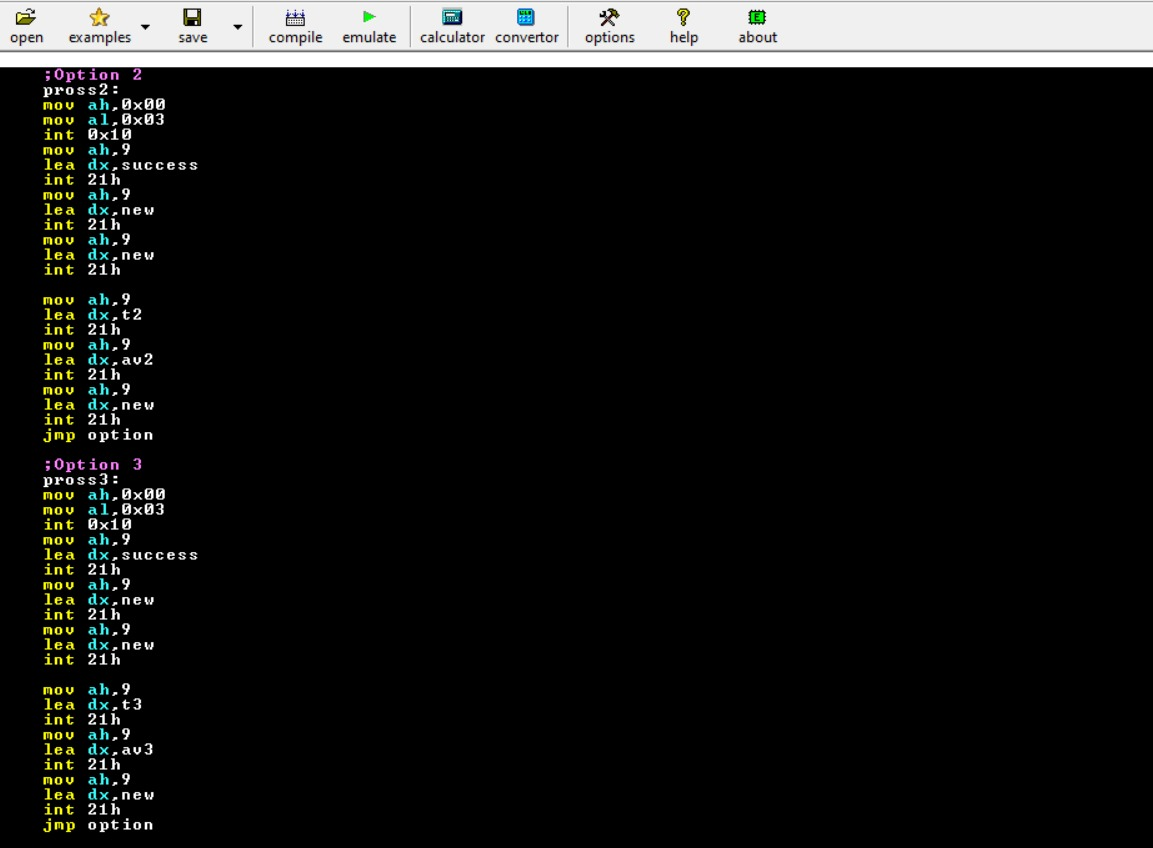 open examples save compile emulate calculator convertor options help about
;Option 2
pross2:
mov ah,0x00
mov al,0x03
int 0x10
mov ah,9
lea dx,success
int 21h
mov ah,9
lea dx,new
int 21h
mov ah,9
lea dx,new
int 21h
mov ah,9
lea dx,t2
int 21h
mov ah,9
lea dx,av2
int 21h
mov ah,9
lea dx,new
int 21h
jmp option
;Option 3
pross3:
mov ah,0x00
mov al,0x03
int 0x10
mov ah,9
lea dx,success
int 21h
mov ah,9
lea dx,new
int 21h
mov ah,9
lea dx,new
int 21h
mov ah,9
lea dx,t3
int 21h
mov ah,9
lea dx,av3
int 21h
mov ah,9
lea dx,new
int 21h
jmp option